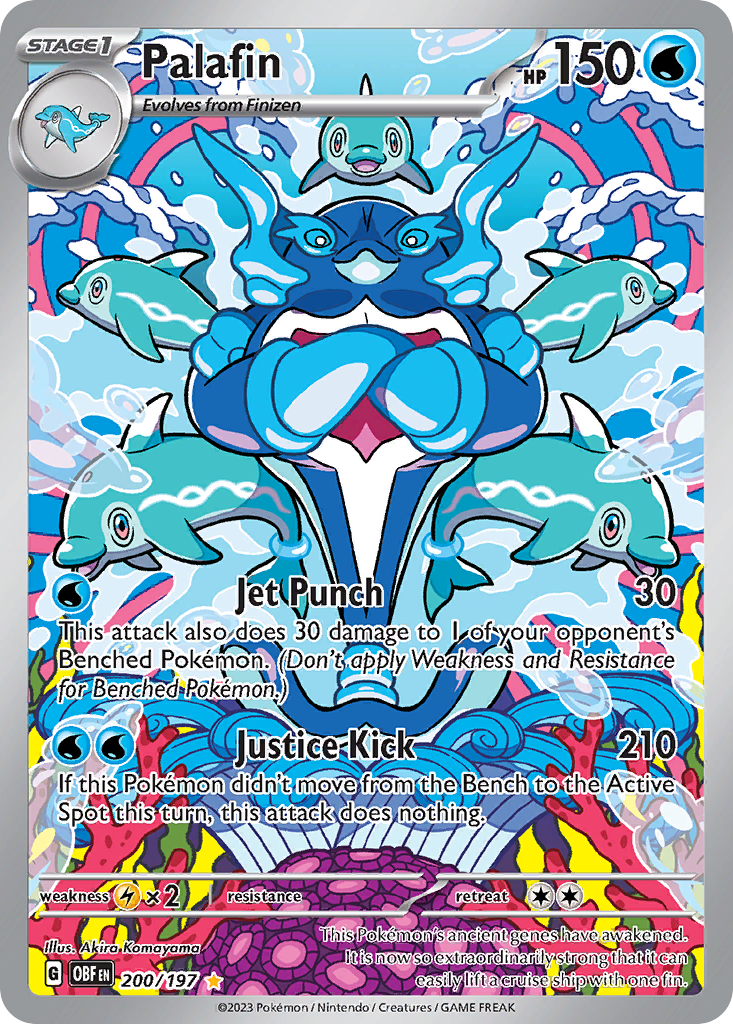 STAGE1
Palafin
HP 150
Evolves from Finizen
Jet Punch 30
This attack also does 30 damage to 1 of your opponent's
Benched Pokémon. (Don't apply Weakness and Resistance
for Benched Pokémon.)
Justice Kick 210
If this Pokémon didn't move from the Bench to the Active
Spot this turn, this attack does nothing.
weakness ×2 resistance retreat
Illus. Akira Komayama
This Pokémon's ancient genes have awakened.
It is now so extraordinarily strong that it can
easily lift a cruise ship with one fin.
G OBF EN 200/197
©2023 Pokémon / Nintendo / Creatures / GAME FREAK